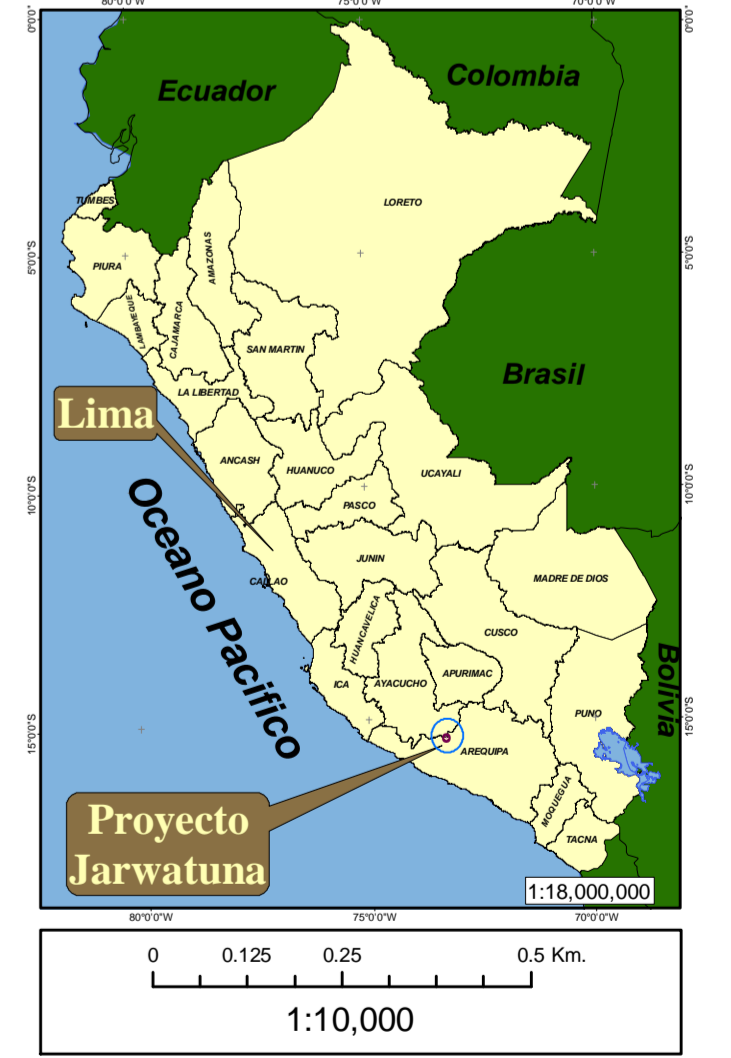 80°0'0"W 75°0'0"W 70°0'0"W
0°0'0" 0°0'0"
Ecuador
Colombia
TUMBES
LORETO
5°0'0"S 5°0'0"S
PIURA
AMAZONAS
LAMBAYEQUE
CAJAMARCA
SAN MARTIN
Brasil
LA LIBERTAD
Lima
ANCASH
HUANUCO
UCAYALI
10°0'0"S 10°0'0"S
PASCO
Oceano Pacifico
JUNIN
CALLAO
MADRE DE DIOS
HUANCAVELICA
CUSCO
Bolivia
ICA
AYACUCHO
APURIMAC
PUNO
15°0'0"S 15°0'0"S
AREQUIPA
MOQUEGUA
Proyecto
Jarwatuna
TACNA
1:18,000,000
80°0'0"W 75°0'0"W 70°0'0"W
0 0.125 0.25 0.5 Km.
1:10,000